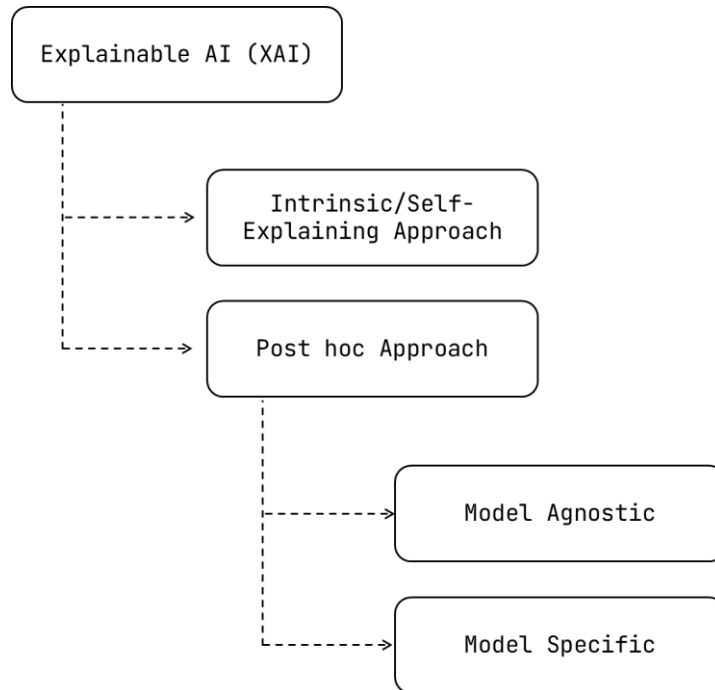 Explainable AI (XAI)
Intrinsic/Self-
Explaining Approach
Post hoc Approach
Model Agnostic
Model Specific